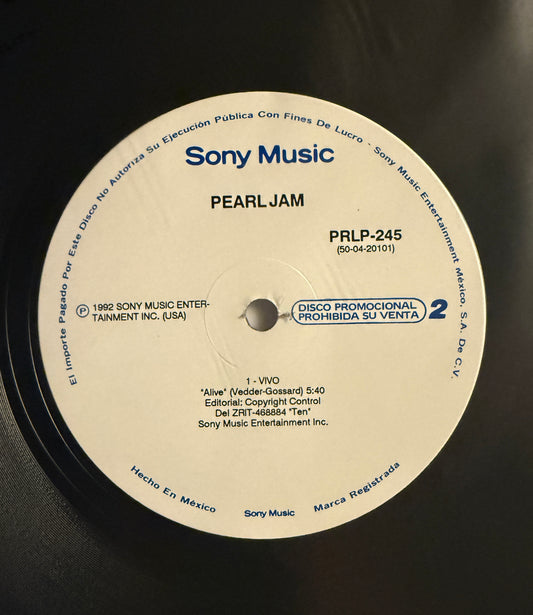 El Importe Pagado Por Este Disco No Autoriza Su Ejecución Pública Con Fines De Lucro - Sony Music Entertainment México, S.A. De C.V.
Sony Music
PEARL JAM
PRLP-245
(50-04-20101)
Ⓟ 1992 SONY MUSIC ENTER-
TAINMENT INC. (USA)
DISCO PROMOCIONAL
PROHIBIDA SU VENTA
2
1 - VIVO
"Alive" (Vedder-Gossard) 5:40
Editorial: Copyright Control
Del ZRIT-468884 "Ten"
Sony Music Entertainment Inc.
Hecho En México
Sony Music
Marca Registrada